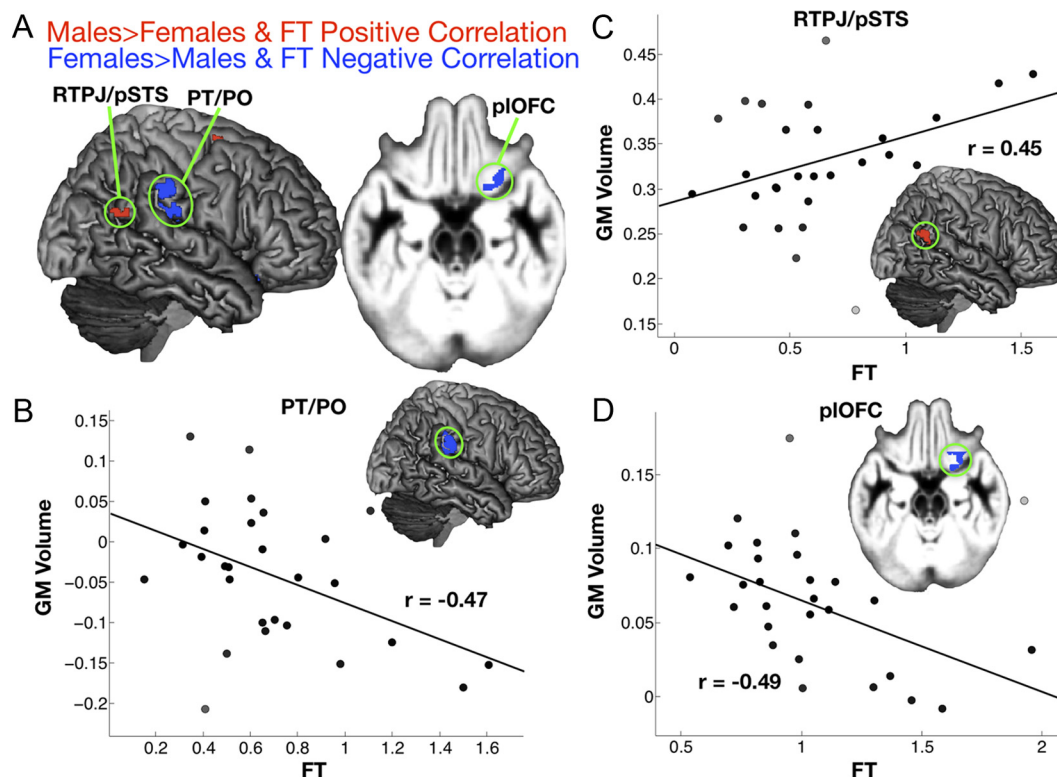 A
Males>Females & FT Positive Correlation
Females>Males & FT Negative Correlation
RTPJ/pSTS
PT/PO
plOFC
B
PT/PO
GM Volume
0.15
0.1
0.05
0
−0.05
−0.1
−0.15
−0.2
r = -0.47
0.2 0.4 0.6 0.8 1 1.2 1.4 1.6
FT
C
RTPJ/pSTS
GM Volume
0.45
0.4
0.35
0.3
0.25
0.2
0.15
r = 0.45
0 0.5 1 1.5
FT
D
plOFC
GM Volume
0.15
0.1
0.05
0
r = -0.49
0.5 1 1.5 2
FT